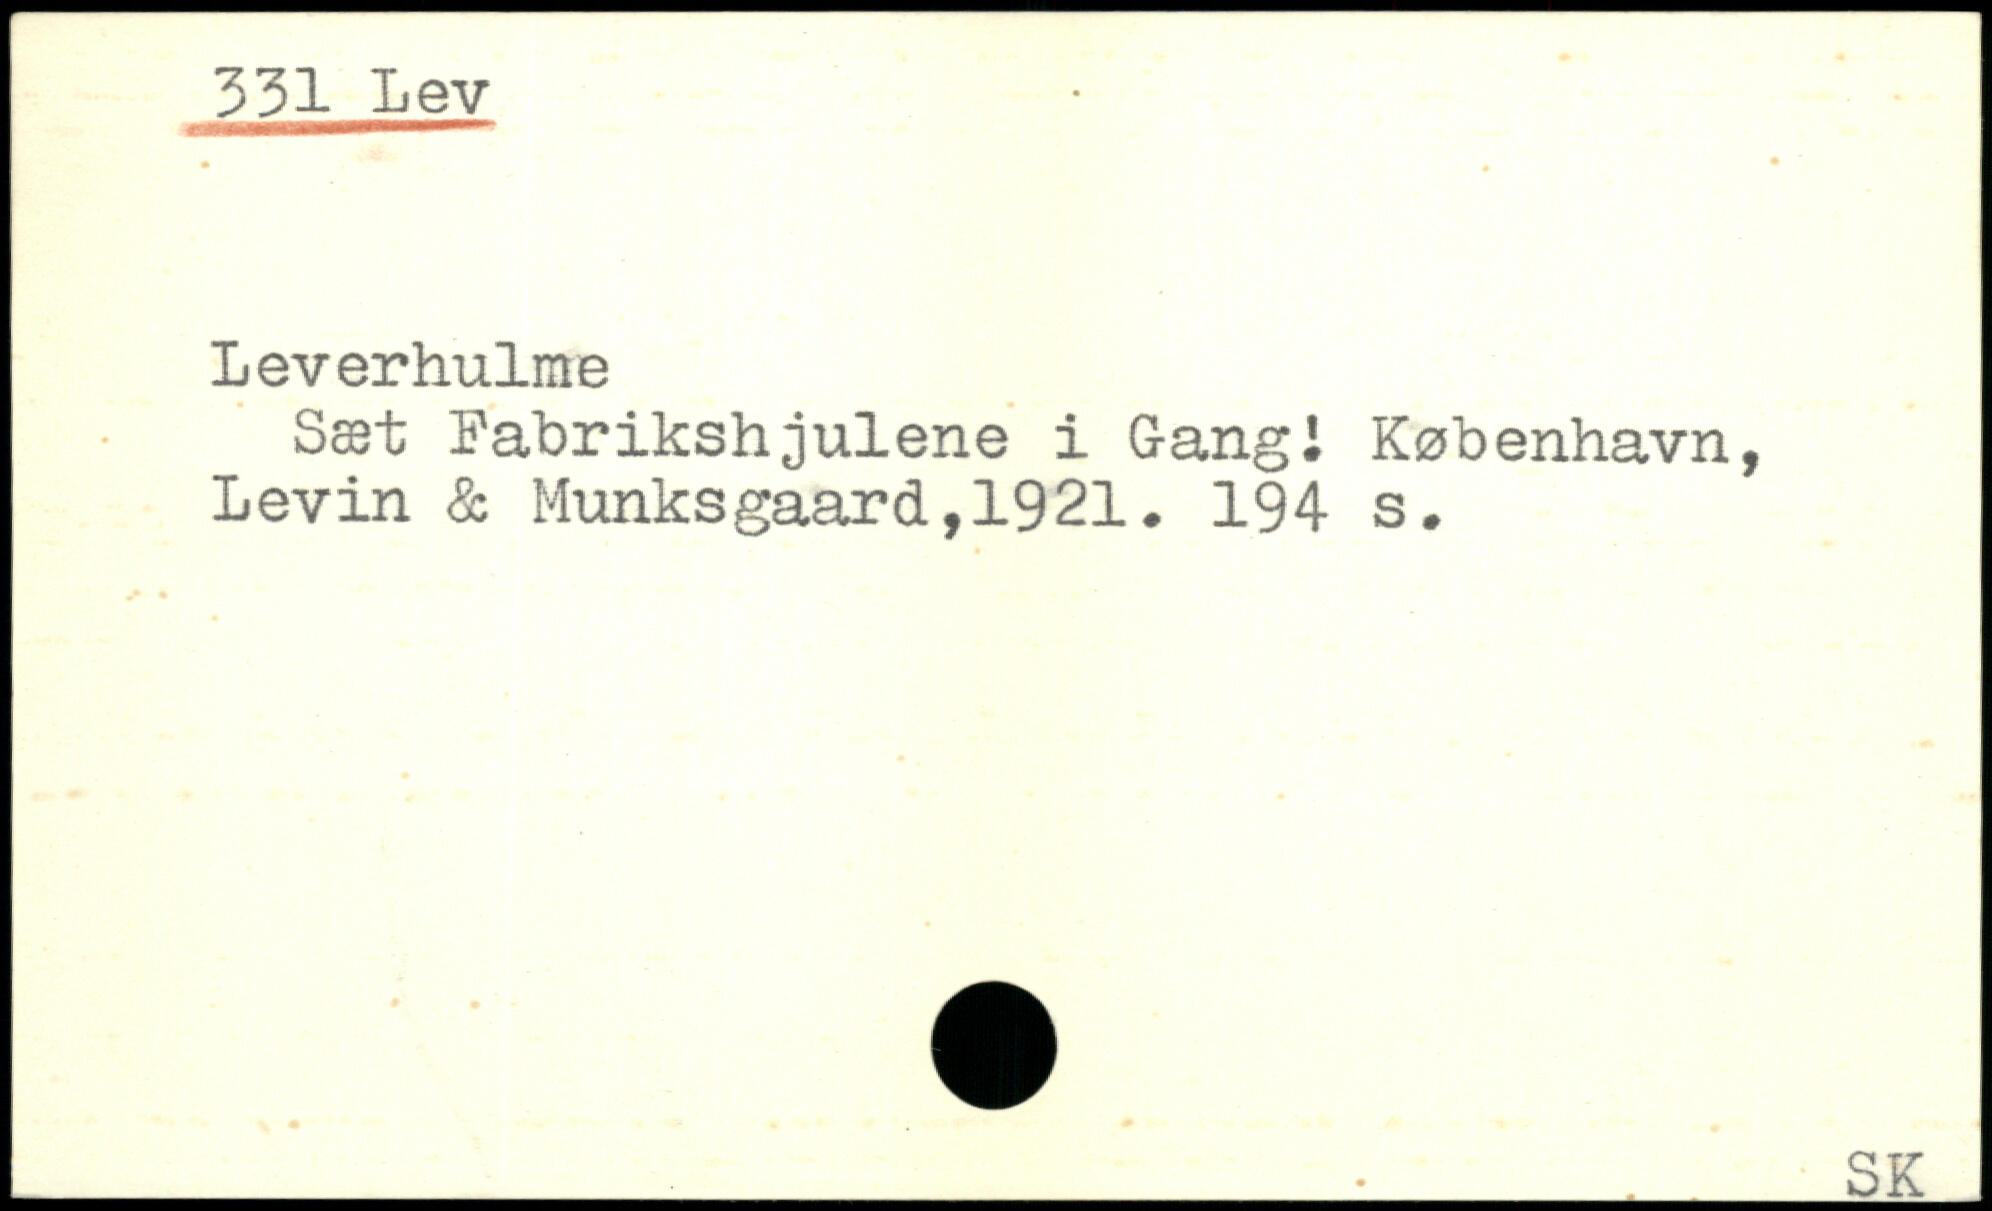 331 Lev
Leverhulme
Sæt Fabrikshjulene i Gang! København,
Levin & Munksgaard,1921. 194 s.
SK